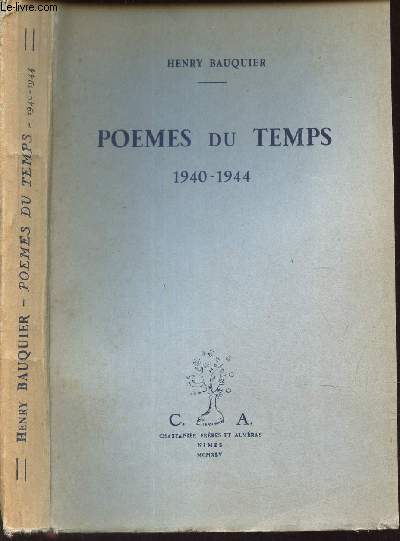 Le-livre.com
HENRY BAUQUIER — POEMES DU TEMPS — 1940-1944
HENRY BAUQUIER
POEMES DU TEMPS
1940-1944
C. A.
CHASTANIER FRÈRES ET ALMÉRAS
NIMES
MCMXLV